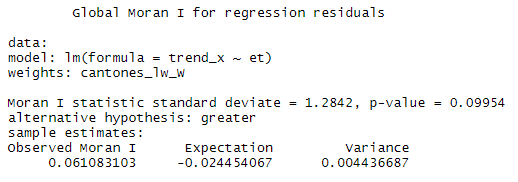 Global Moran I for regression residuals
data:
model: lm(formula = trend_x ~ et)
weights: cantones_lw_W
Moran I statistic standard deviate = 1.2842, p-value = 0.09954
alternative hypothesis: greater
sample estimates:
Observed Moran I Expectation Variance
0.061083103 -0.024454067 0.004436687